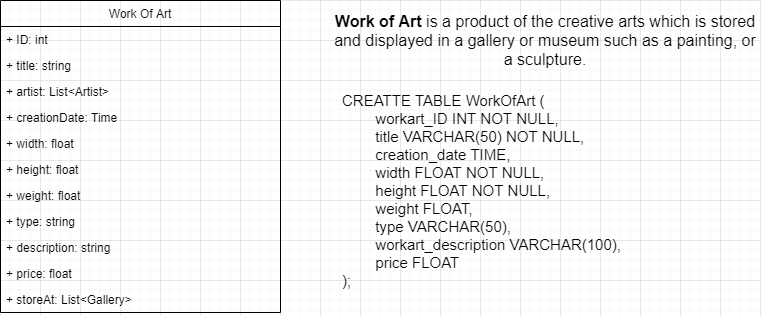 Work Of Art
+ ID: int
+ title: string
+ artist: List<Artist>
+ creationDate: Time
+ width: float
+ height: float
+ weight: float
+ type: string
+ description: string
+ price: float
+ storeAt: List<Gallery>
Work of Art is a product of the creative arts which is stored
and displayed in a gallery or museum such as a painting, or
a sculpture.
CREATTE TABLE WorkOfArt (
workart_ID INT NOT NULL,
title VARCHAR(50) NOT NULL,
creation_date TIME,
width FLOAT NOT NULL,
height FLOAT NOT NULL,
weight FLOAT,
type VARCHAR(50),
workart_description VARCHAR(100),
price FLOAT
);